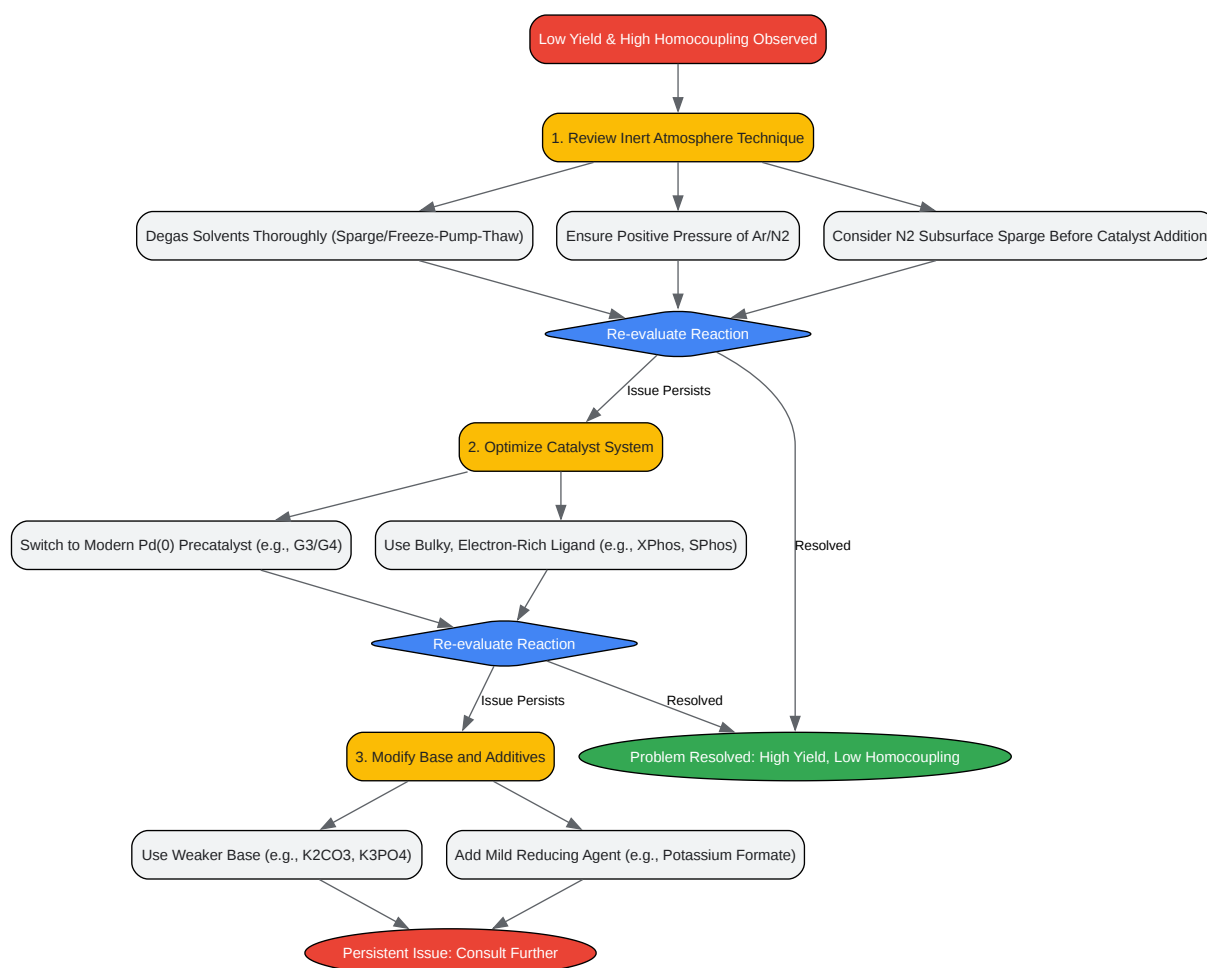 Low Yield & High Homocoupling Observed
1. Review Inert Atmosphere Technique
Degas Solvents Thoroughly (Sparge/Freeze-Pump-Thaw)
Ensure Positive Pressure of Ar/N2
Consider N2 Subsurface Sparge Before Catalyst Addition
Re-evaluate Reaction
Issue Persists
2. Optimize Catalyst System
Switch to Modern Pd(0) Precatalyst (e.g., G3/G4)
Use Bulky, Electron-Rich Ligand (e.g., XPhos, SPhos)
Resolved
Re-evaluate Reaction
Issue Persists
Resolved
3. Modify Base and Additives
Problem Resolved: High Yield, Low Homocoupling
Use Weaker Base (e.g., K2CO3, K3PO4)
Add Mild Reducing Agent (e.g., Potassium Formate)
Persistent Issue: Consult Further